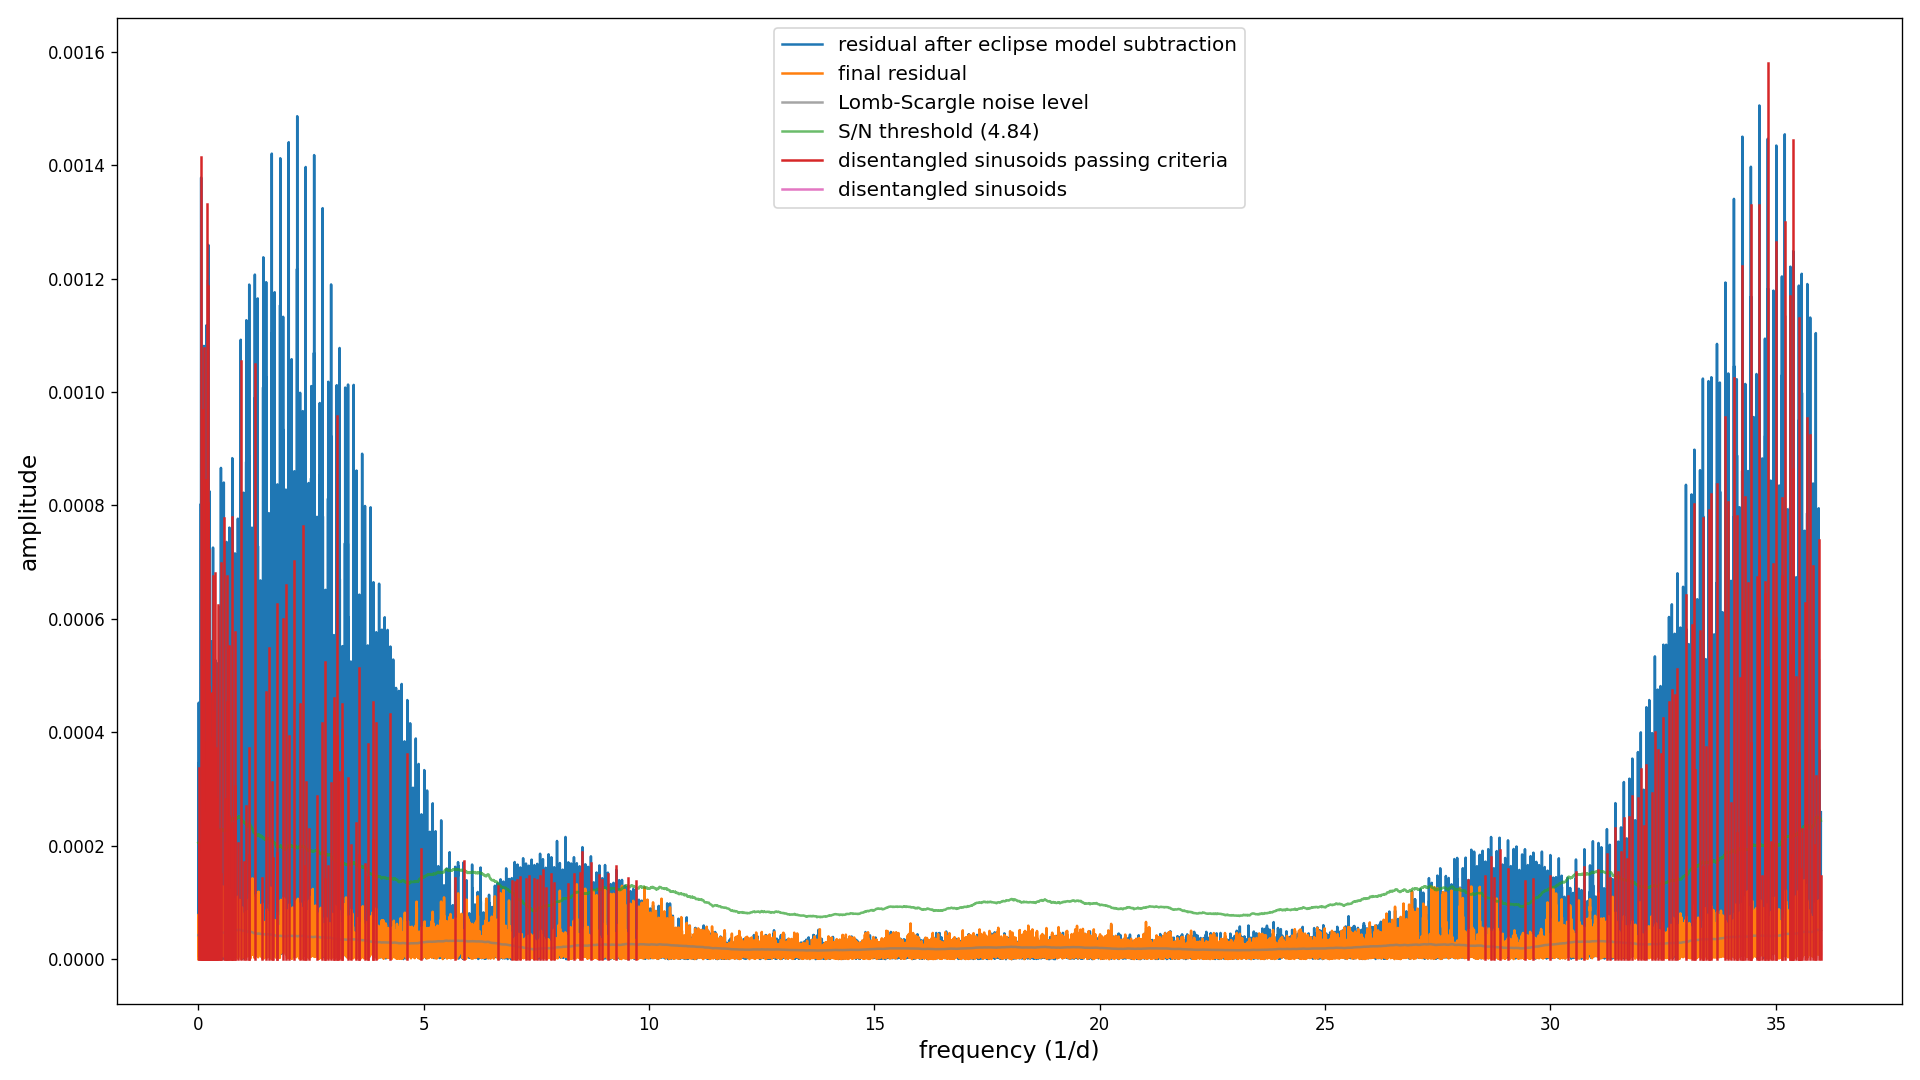 residual after eclipse model subtraction
final residual
Lomb-Scargle noise level
S/N threshold (4.84)
disentangled sinusoids passing criteria
disentangled sinusoids
0.0016
0.0014
0.0012
0.0010
0.0008
0.0006
0.0004
0.0002
0.0000
amplitude
0 5 10 15 20 25 30 35
frequency (1/d)